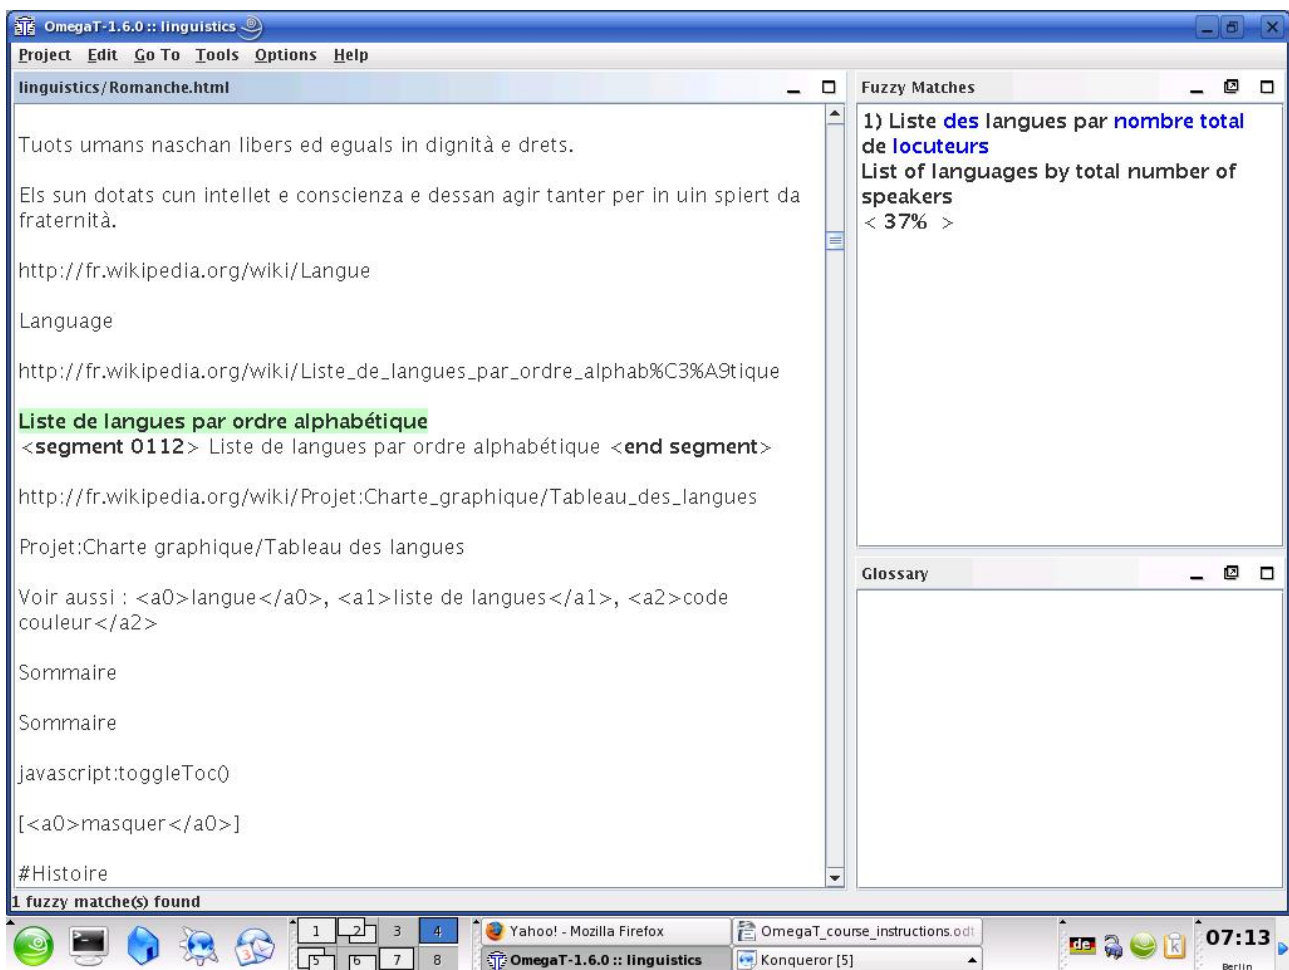 OmegaT-1.6.0 :: linguistics
Project Edit Go To Tools Options Help
linguistics/Romanche.html
Tuots umans naschan libers ed eguals in dignità e drets.
Els sun dotats cun intellet e conscienza e dessan agir tanter per in uin spiert da
fraternità.
http://fr.wikipedia.org/wiki/Langue
Language
http://fr.wikipedia.org/wiki/Liste_de_langues_par_ordre_alphab%C3%A9tique
Liste de langues par ordre alphabétique
<segment 0112> Liste de langues par ordre alphabétique <end segment>
http://fr.wikipedia.org/wiki/Projet:Charte_graphique/Tableau_des_langues
Projet:Charte graphique/Tableau des langues
Voir aussi : <a0>langue</a0>, <a1>liste de langues</a1>, <a2>code
couleur</a2>
Sommaire
Sommaire
javascript:toggleToc()
[<a0>masquer</a0>]
#Histoire
Fuzzy Matches
1) Liste des langues par nombre total
de locuteurs
List of languages by total number of
speakers
< 37% >
Glossary
1 fuzzy matche(s) found
1 2 3 4
5 6 7 8
Yahoo! - Mozilla Firefox
OmegaT_course_instructions.odt
OmegaT-1.6.0 :: linguistics
Konqueror [5]
de
07:13
Berlin